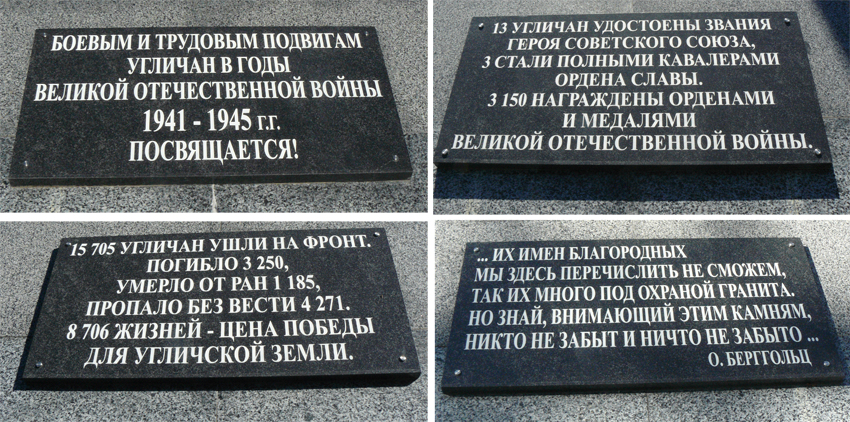 БОЕВЫМ И ТРУДОВЫМ ПОДВИГАМ
УГЛИЧАН В ГОДЫ
ВЕЛИКОЙ ОТЕЧЕСТВЕННОЙ ВОЙНЫ
1941 - 1945 г.г.
ПОСВЯЩАЕТСЯ!
13 УГЛИЧАН УДОСТОЕНЫ ЗВАНИЯ
ГЕРОЯ СОВЕТСКОГО СОЮЗА,
3 СТАЛИ ПОЛНЫМИ КАВАЛЕРАМИ
ОРДЕНА СЛАВЫ.
3 150 НАГРАЖДЕНЫ ОРДЕНАМИ
И МЕДАЛЯМИ
ВЕЛИКОЙ ОТЕЧЕСТВЕННОЙ ВОЙНЫ.
15 705 УГЛИЧАН УШЛИ НА ФРОНТ.
ПОГИБЛО 3 250,
УМЕРЛО ОТ РАН 1 185,
ПРОПАЛО БЕЗ ВЕСТИ 4 271.
8 706 ЖИЗНЕЙ - ЦЕНА ПОБЕДЫ
ДЛЯ УГЛИЧСКОЙ ЗЕМЛИ.
... ИХ ИМЕН БЛАГОРОДНЫХ
МЫ ЗДЕСЬ ПЕРЕЧИСЛИТЬ НЕ СМОЖЕМ,
ТАК ИХ МНОГО ПОД ОХРАНОЙ ГРАНИТА.
НО ЗНАЙ, ВНИМАЮЩИЙ ЭТИМ КАМНЯМ,
НИКТО НЕ ЗАБЫТ И НИЧТО НЕ ЗАБЫТО ...
О. БЕРГГОЛЬЦ